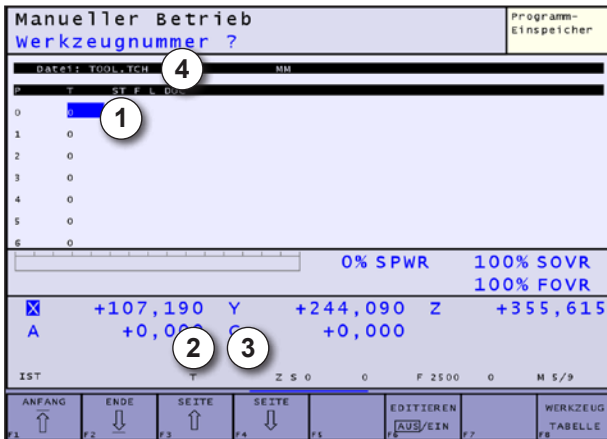 Manueller Betrieb
Werkzeugnummer ?
Programm-
Einspeicher
Datei: TOOL.TCH MM
4
P T ST F L DOC
1
0 0
1 0
2 0
3 0
4 0
5 0
6 0
0% SPWR 100% SOVR
100% FOVR
X +107,190 Y +244,090 Z +355,615
A +0,000 C +0,000
2 3
IST T Z S 0 0 F 2500 0 M 5/9
ANFANG ENDE SEITE SEITE EDITIEREN WERKZEUG
AUS/EIN TABELLE
F1 F2 F3 F4 F5 F6 F7 F8